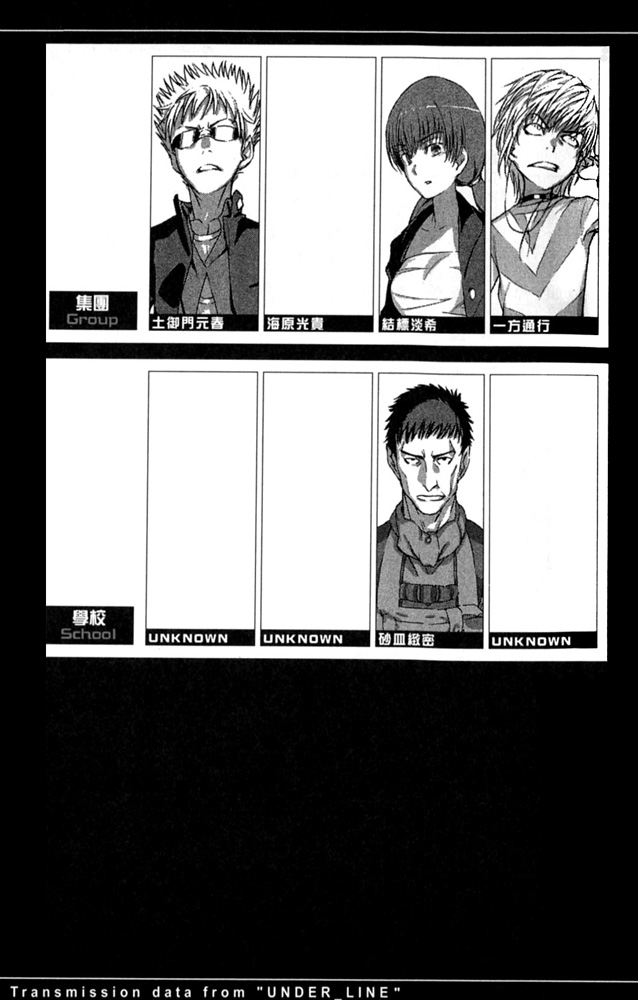 集團
Group
土御門元春
海原光貴
結標淡希
一方通行
學校
School
UNKNOWN
UNKNOWN
砂皿緻密
UNKNOWN
Transmission data from "UNDER_LINE"